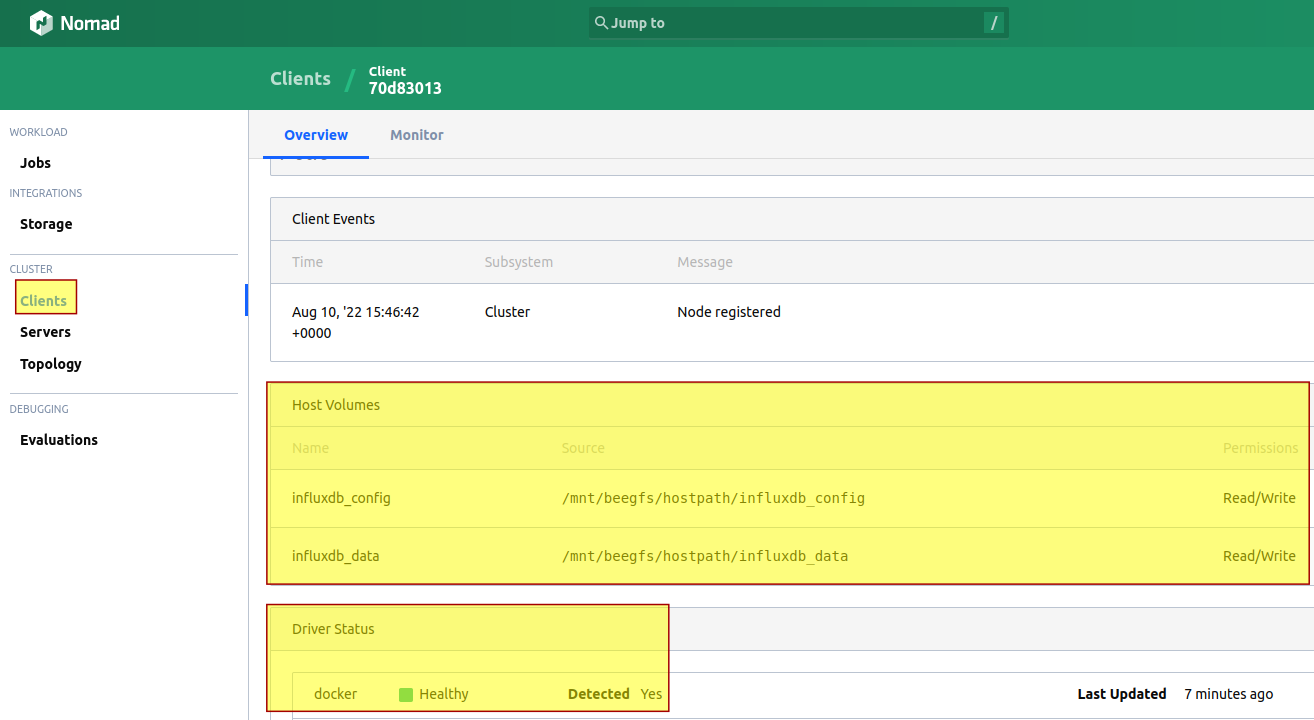 Nomad
Jump to /
Clients / Client
70d83013
WORKLOAD
Jobs
INTEGRATIONS
Storage
CLUSTER
Clients
Servers
Topology
DEBUGGING
Evaluations
Overview Monitor
Client Events
Time Subsystem Message
Aug 10, '22 15:46:42 Cluster Node registered
+0000
Host Volumes
Name Source Permissions
influxdb_config /mnt/beegfs/hostpath/influxdb_config Read/Write
influxdb_data /mnt/beegfs/hostpath/influxdb_data Read/Write
Driver Status
docker Healthy Detected Yes Last Updated 7 minutes ago